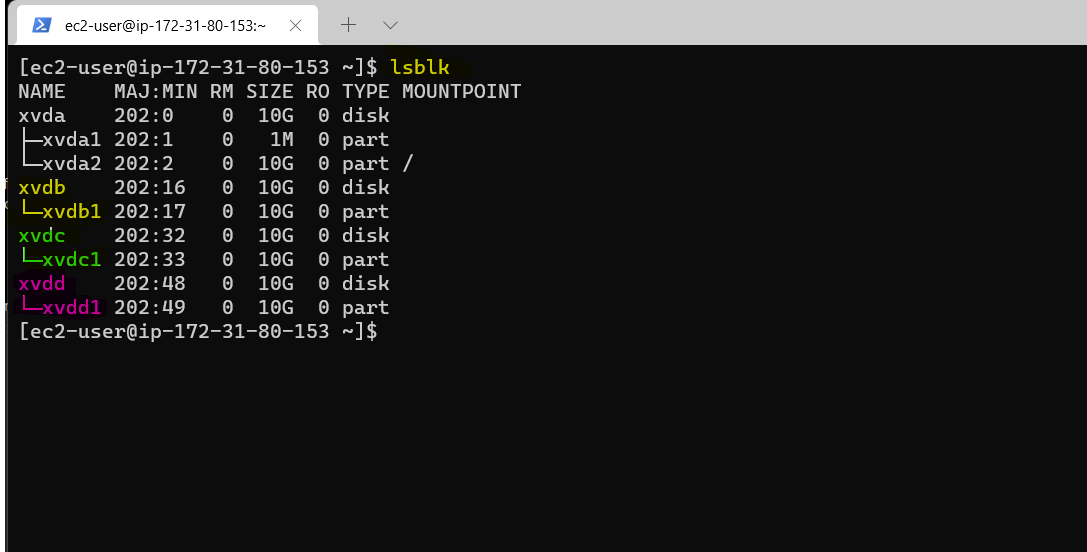 ec2-user@ip-172-31-80-153:~
[ec2-user@ip-172-31-80-153 ~]$ lsblk
NAME    MAJ:MIN RM SIZE RO TYPE MOUNTPOINT
xvda    202:0    0  10G  0 disk
├─xvda1 202:1    0   1M  0 part
└─xvda2 202:2    0  10G  0 part /
xvdb    202:16   0  10G  0 disk
└─xvdb1 202:17   0  10G  0 part
xvdc    202:32   0  10G  0 disk
└─xvdc1 202:33   0  10G  0 part
xvdd    202:48   0  10G  0 disk
└─xvdd1 202:49   0  10G  0 part
[ec2-user@ip-172-31-80-153 ~]$